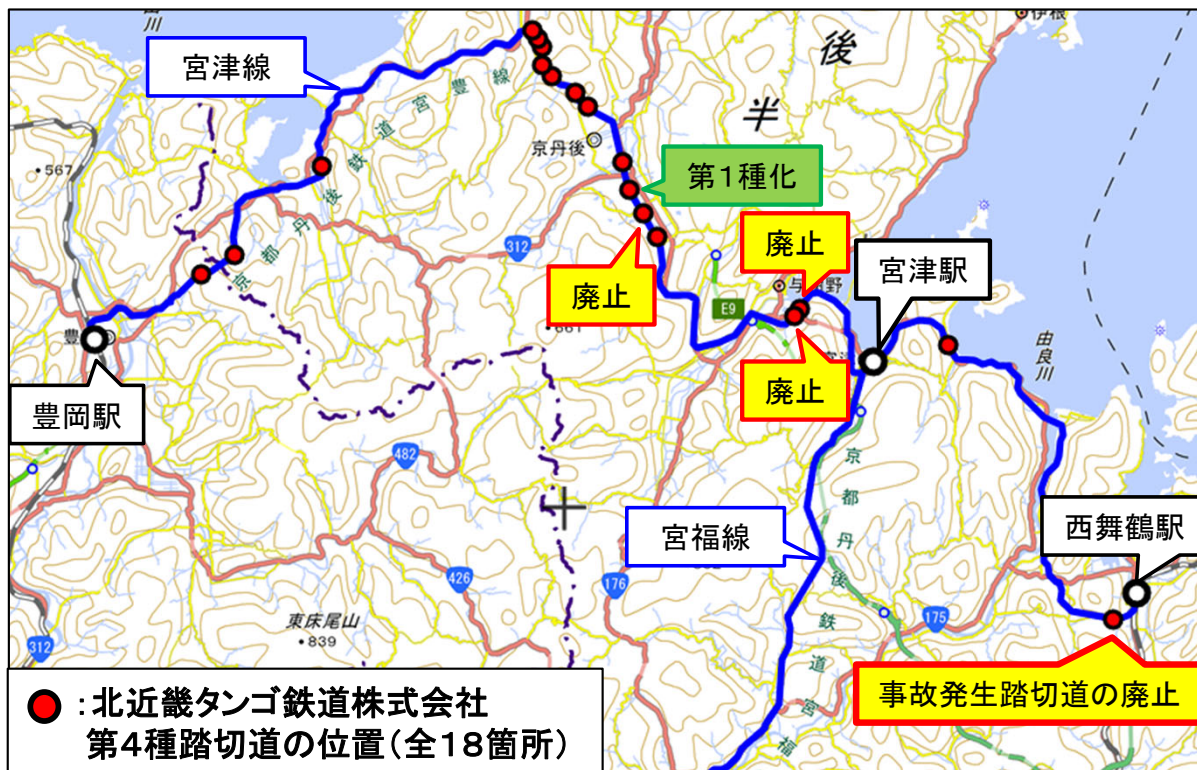 由
川
宮津線
後
伊根
半
京都丹後鉄道宮豊線
京丹後
・567
第1種化
312
廃止
廃止
宮津駅
E9
由良川
廃止
豊岡駅
482
宮福線
西舞鶴駅
京都丹後鉄道宮福
426
176
175
東床尾山
・839
312
事故発生踏切道の廃止
：北近畿タンゴ鉄道株式会社
第4種踏切道の位置（全18箇所）